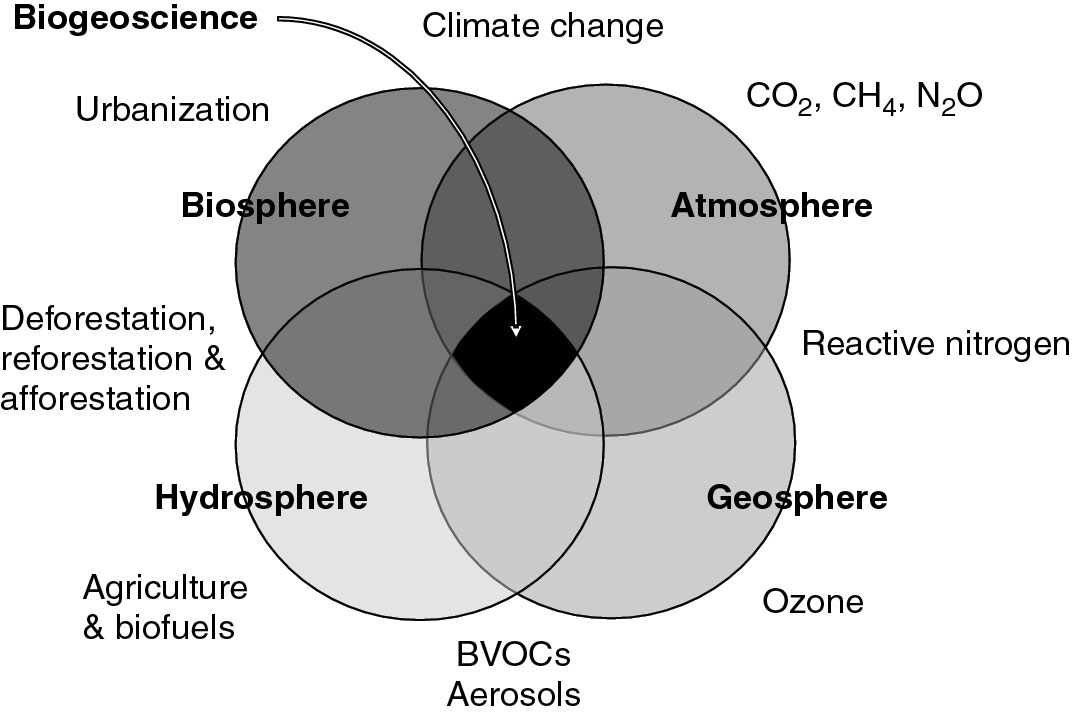 Biogeoscience
Climate change
Urbanization
CO₂, CH₄, N₂O
Biosphere
Atmosphere
Deforestation,
reforestation &
afforestation
Reactive nitrogen
Hydrosphere
Geosphere
Agriculture
& biofuels
Ozone
BVOCs
Aerosols